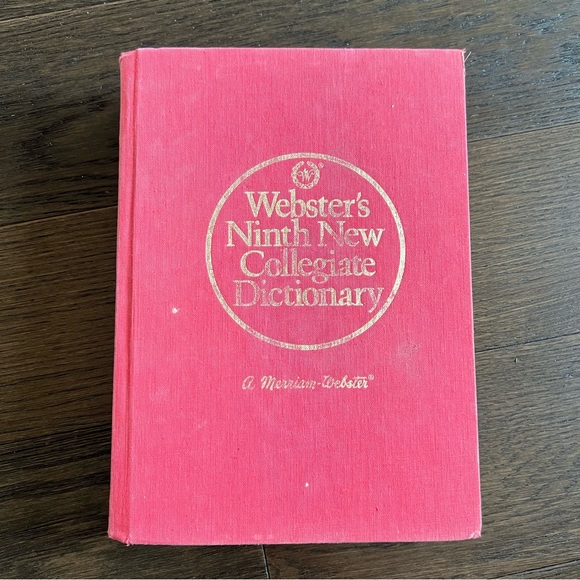 Webster's
Ninth New
Collegiate
Dictionary
A Merriam-Webster®